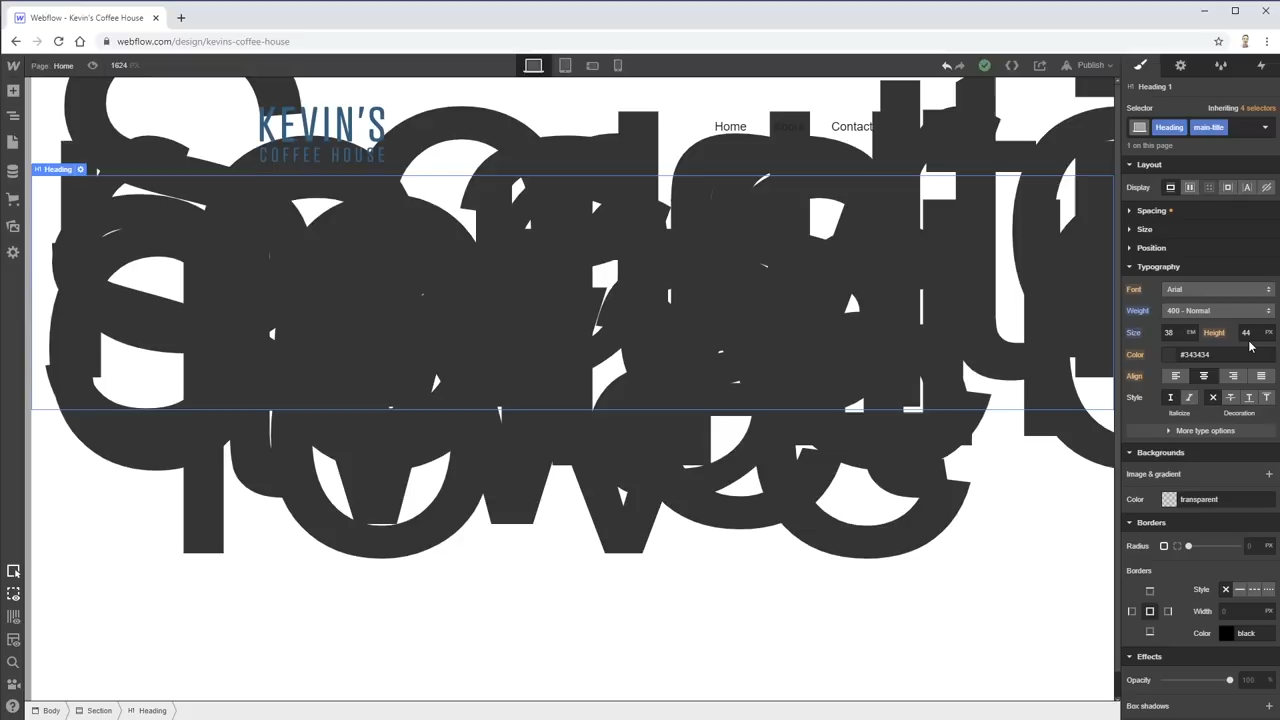 Webflow - Kevin's Coffee House
webflow.com/design/kevins-coffee-house
Page: Home
1624 PX
Publish
KEVIN'S
COFFEE HOUSE
Home
About
Contact
H1 Heading
Heading 1
Selector
Inheriting 4 selectors
Heading
main-title
1 on this page
Layout
Display
Spacing
Size
Position
Typography
Font
Arial
Weight
400 - Normal
Size
38
EM
Height
44
PX
Color
#343434
Align
Style
Italicize
Decoration
More type options
Backgrounds
Image & gradient
Color
transparent
Borders
Radius
0
PX
Borders
Style
Width
0
PX
Color
black
Effects
Opacity
100
%
Box shadows
Body
Section
H1 Heading